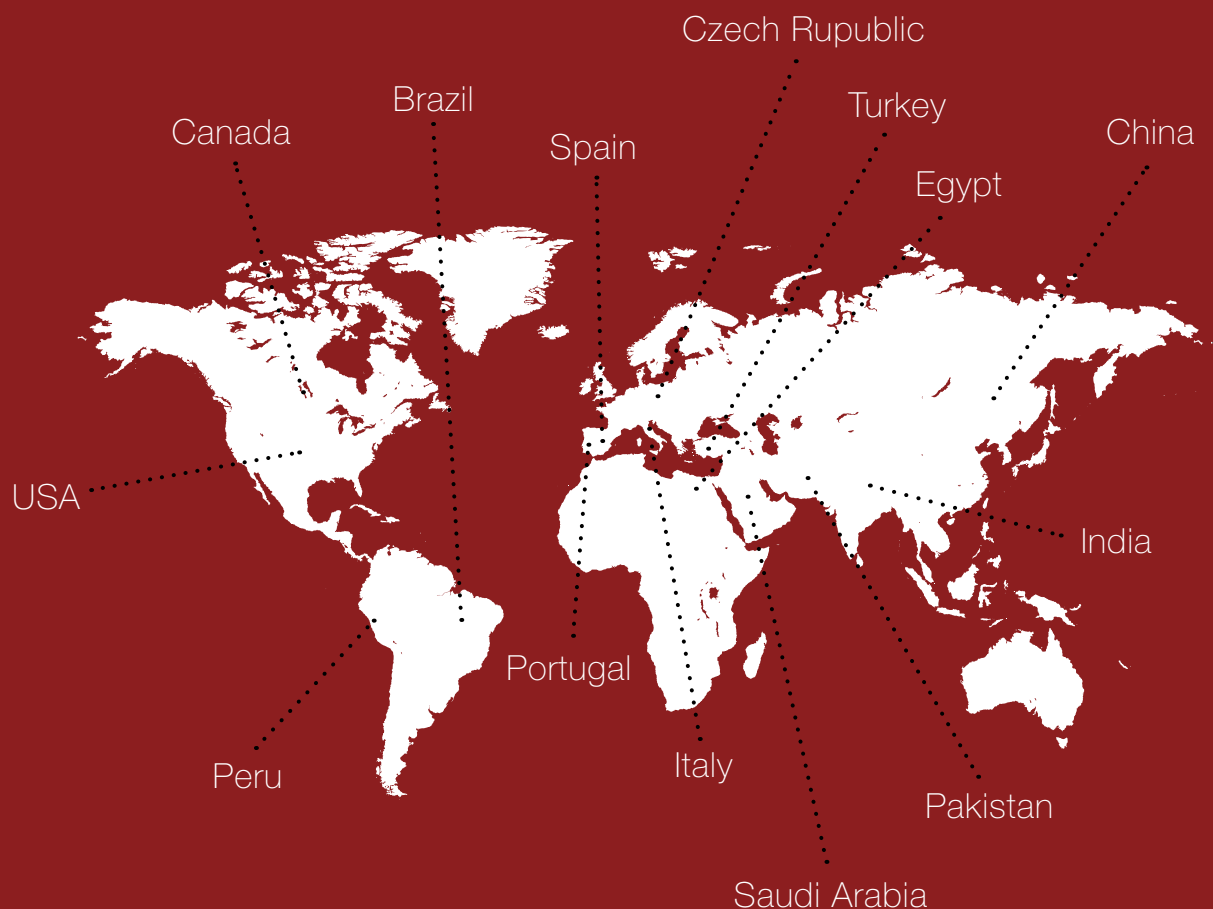 Czech Rupublic
Brazil
Turkey
Canada
Spain
China
Egypt
USA
India
Portugal
Peru
Italy
Pakistan
Saudi Arabia